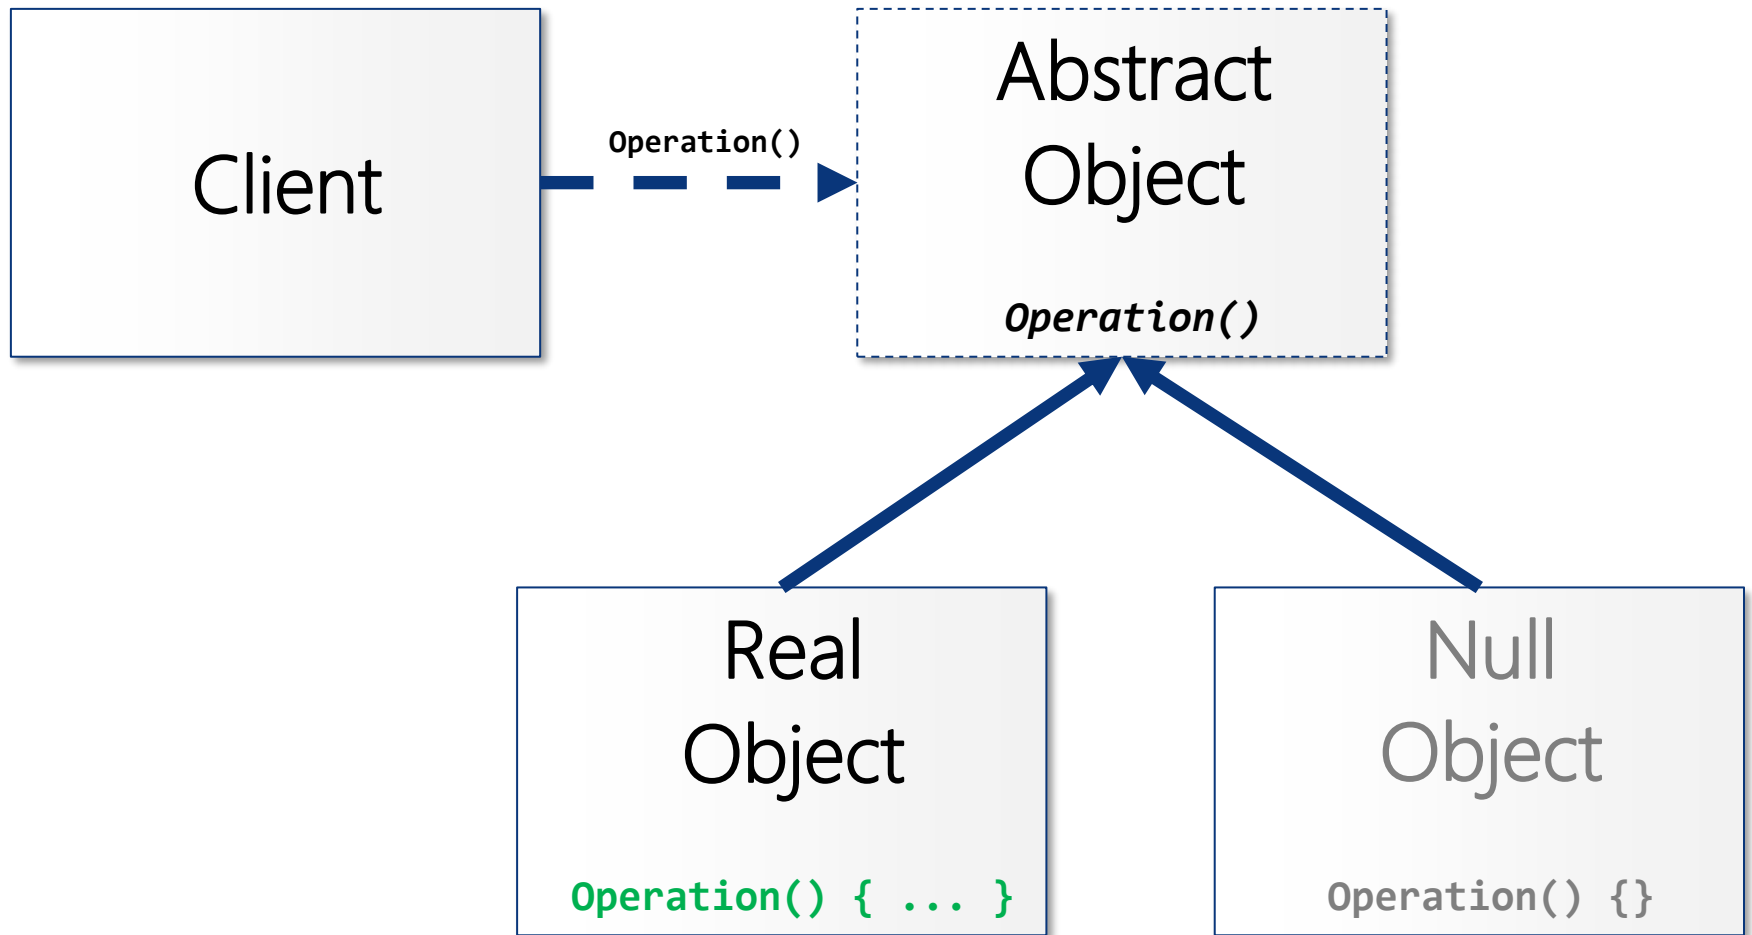 Client
Operation()
Abstract
Object
Operation()
Real
Object
Operation() { ... }
Null
Object
Operation() {}